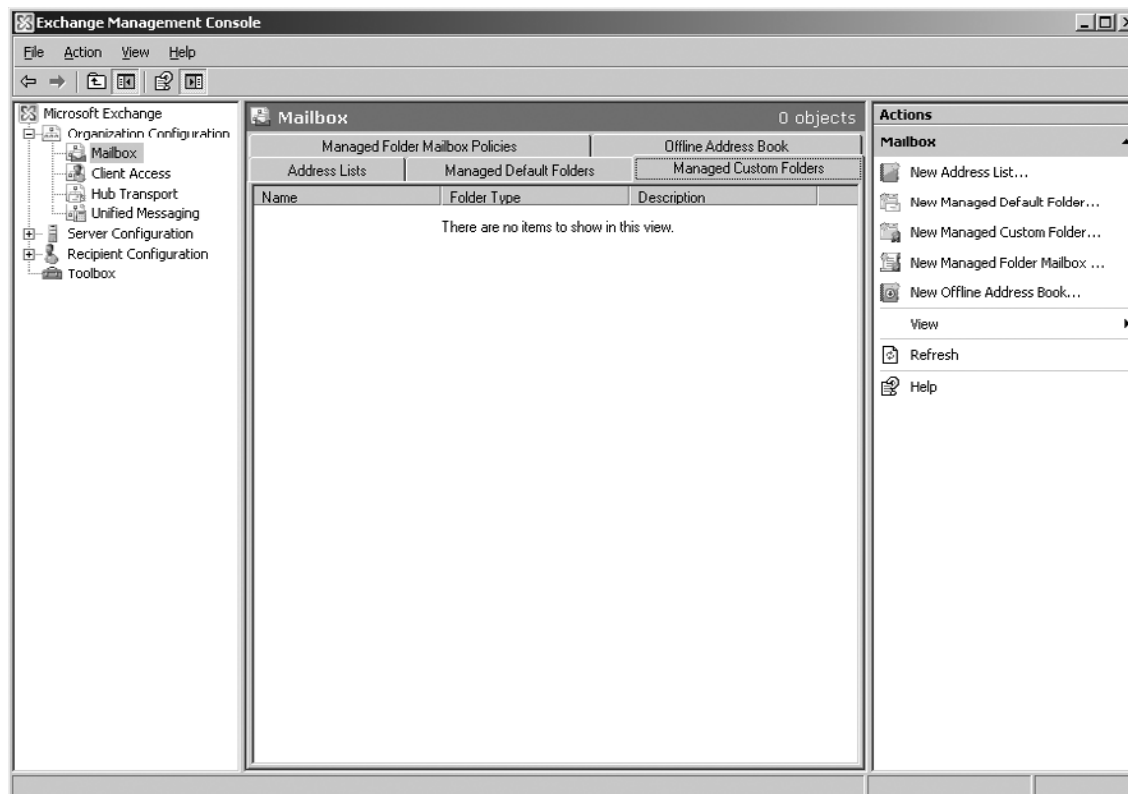 Exchange Management Console
File Action View Help
Microsoft Exchange
Organization Configuration
Mailbox
Client Access
Hub Transport
Unified Messaging
Server Configuration
Recipient Configuration
Toolbox
Mailbox 0 objects
Managed Folder Mailbox Policies Offline Address Book
Address Lists Managed Default Folders Managed Custom Folders
Name Folder Type Description
There are no items to show in this view.
Actions
Mailbox
New Address List...
New Managed Default Folder...
New Managed Custom Folder...
New Managed Folder Mailbox ...
New Offline Address Book...
View
Refresh
Help